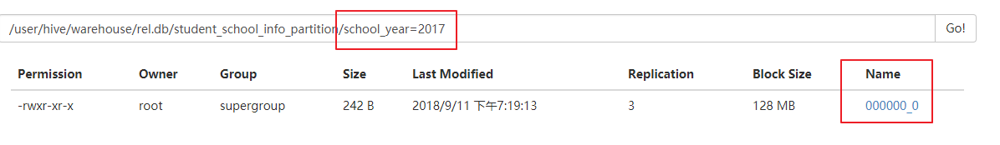 /user/hive/warehouse/rel.db/student_school_info_partition/school_year=2017 Go!
Permission Owner Group Size Last Modified Replication Block Size Name
-rwxr-xr-x root supergroup 242 B 2018/9/11 下午7:19:13 3 128 MB 000000_0